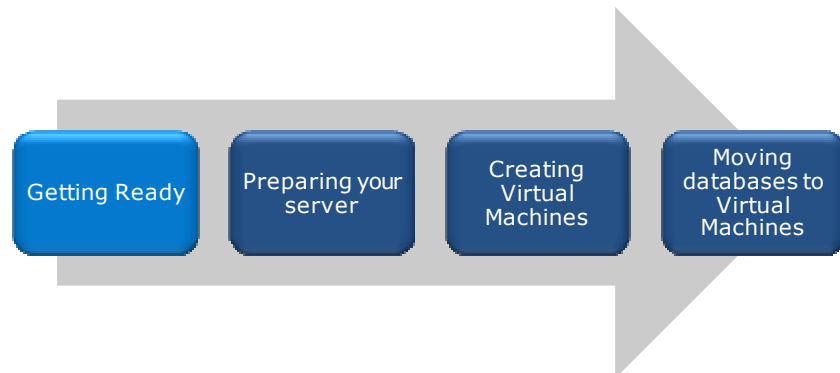 Getting Ready
Preparing your
server
Creating
Virtual
Machines
Moving
databases to
Virtual
Machines